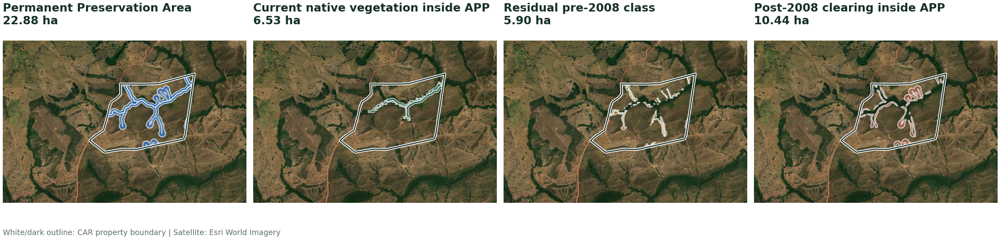 Permanent Preservation Area
22.88 ha
Current native vegetation inside APP
6.53 ha
Residual pre-2008 class
5.90 ha
Post-2008 clearing inside APP
10.44 ha
White/dark outline: CAR property boundary | Satellite: Esri World Imagery